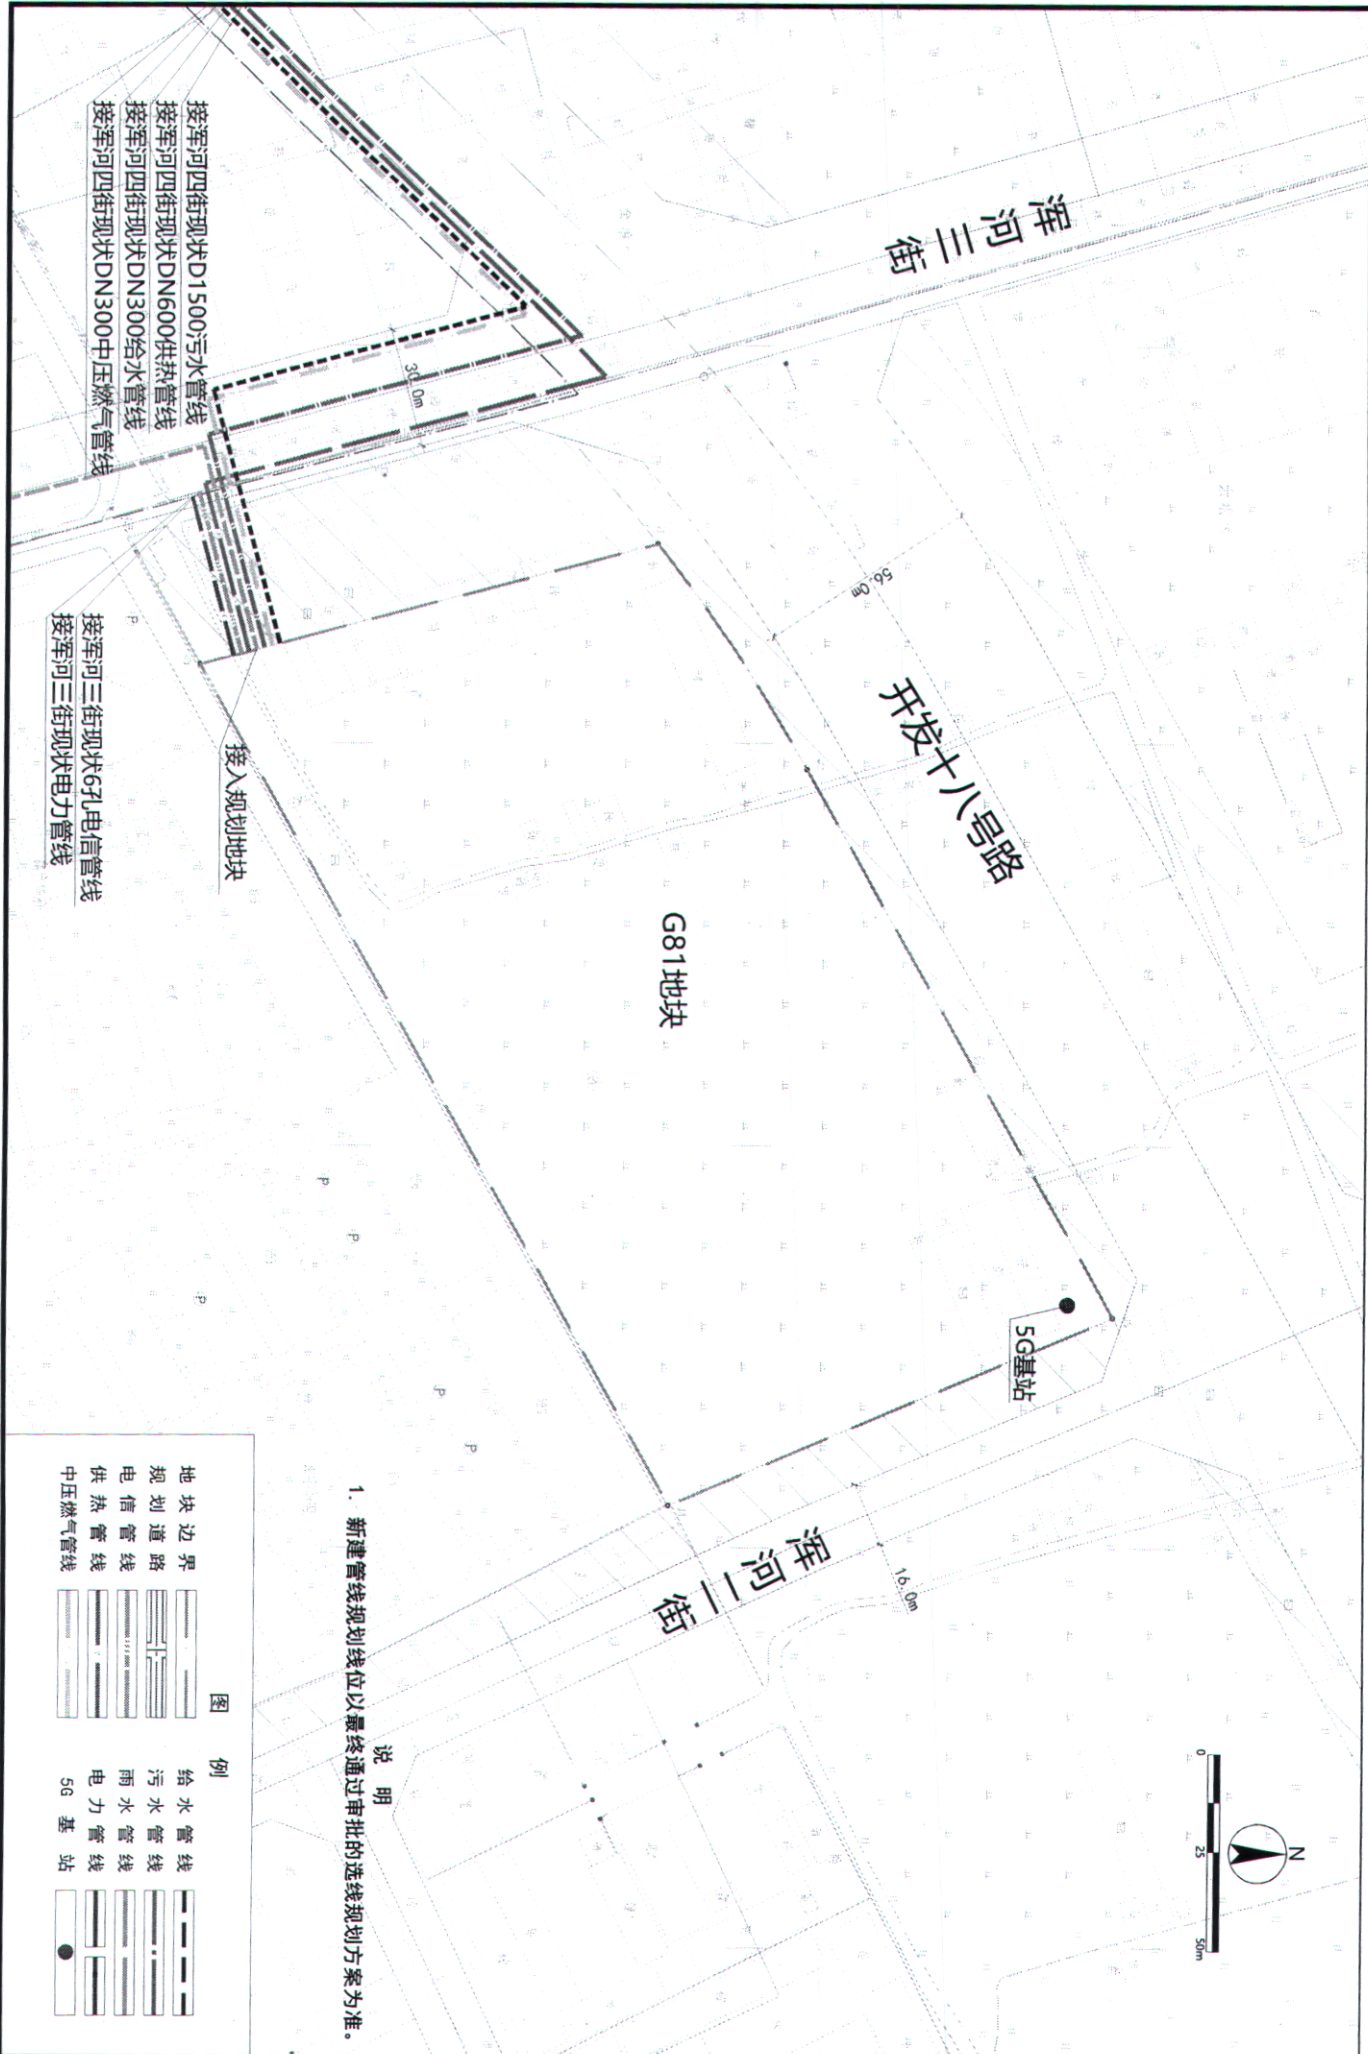 浑河三街
开发十八号路
56.0m
30.0m
接浑河四街现状D1500污水管线
接浑河四街现状DN600供热管线
接浑河四街现状DN300给水管线
接浑河四街现状DN300中压燃气管线
接浑河三街现状6孔电信管线
接浑河三街现状电力管线
接入规划地块
G81地块
5G基站
浑河二街
16.0m
N
0 25 50m
说 明
1. 新建管线规划线位以最终通过审批的选线规划方案为准。
图 例
地块边界 给水管线
规划道路 污水管线
电信管线 雨水管线
供热管线 电力管线
中压燃气管线 5G基站